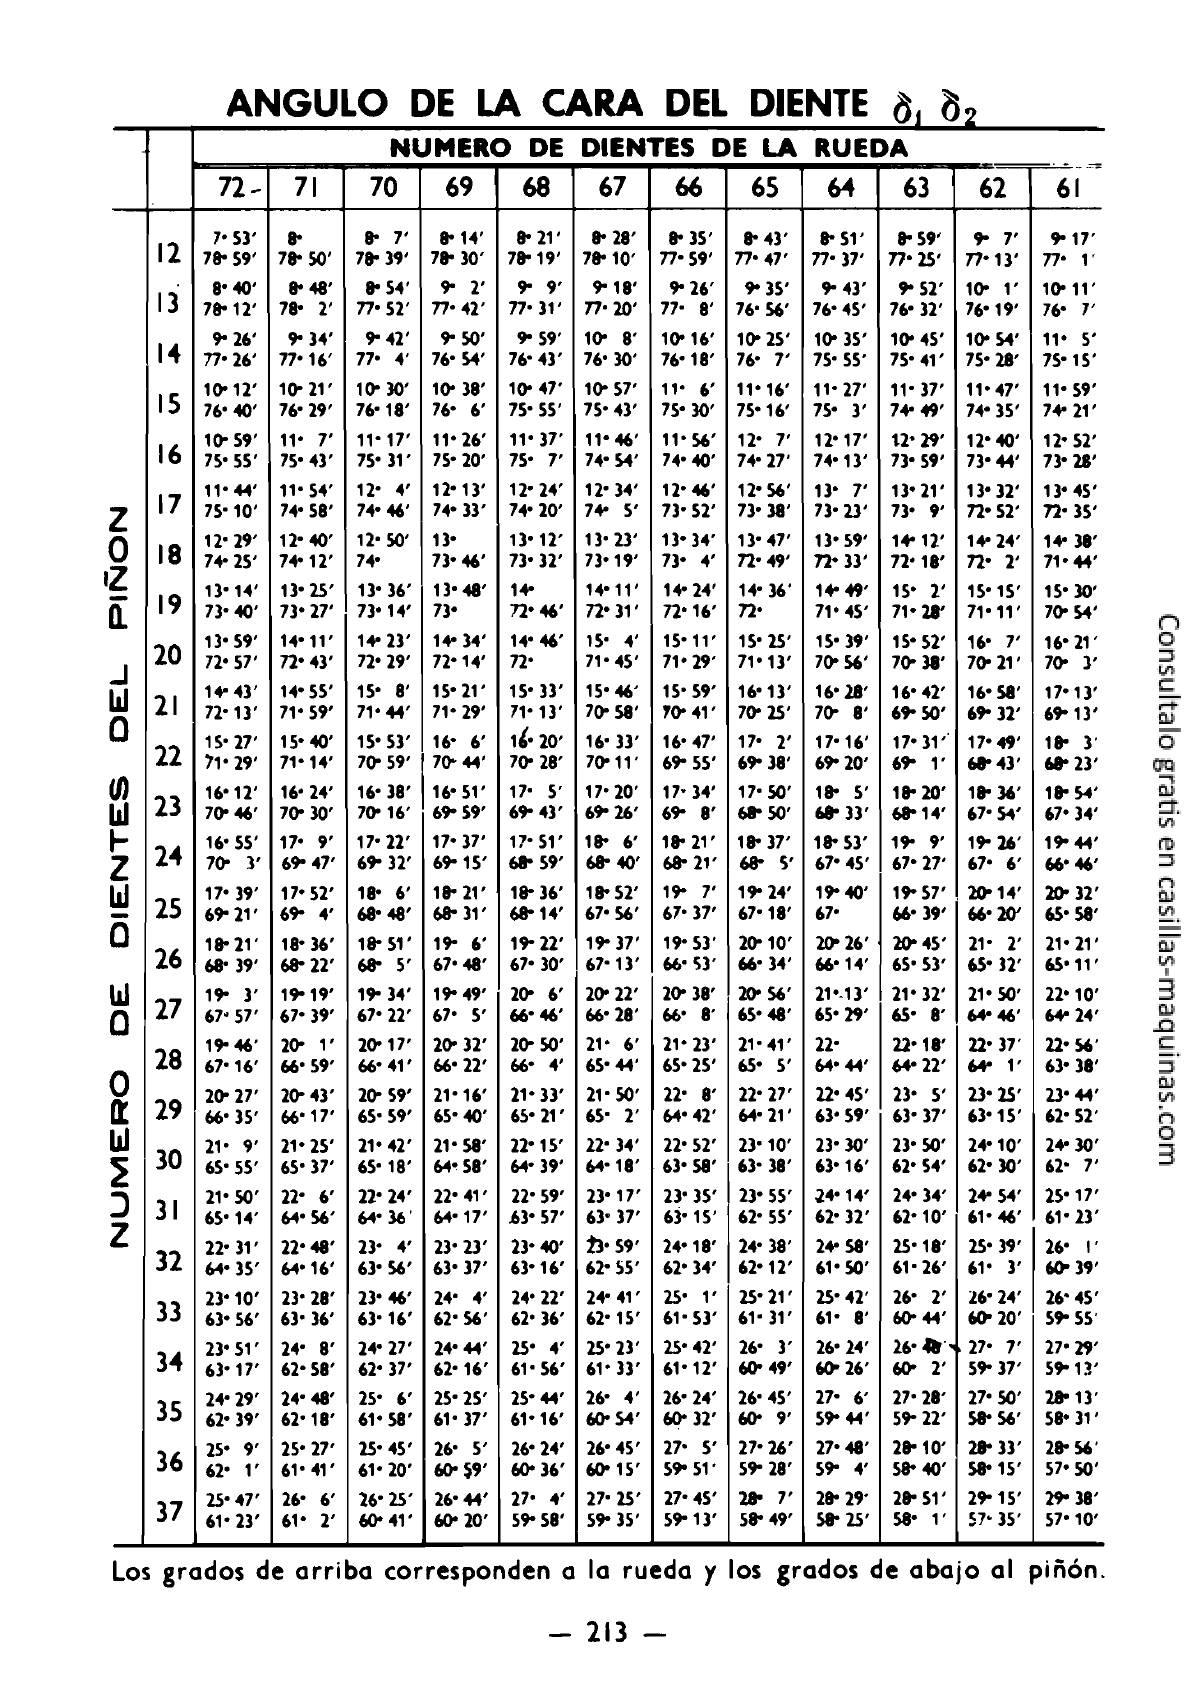 ANGULO DE LA CARA DEL DIENTE δ1 δ2
NUMERO DE DIENTES DE LA RUEDA
72 71 70 69 68 67 66 65 64 63 62 61
NUMERO DE DIENTES DEL PIÑON
7° 53′ 8° 8° 7′ 8° 14′ 8° 21′ 8° 28′ 8° 35′ 8° 43′ 8° 51′ 8° 59′ 9° 7′ 9° 17′
12
78° 59′ 78° 50′ 78° 39′ 78° 30′ 78° 19′ 78° 10′ 77° 59′ 77° 47′ 77° 37′ 77° 25′ 77° 13′ 77° 1′
8° 40′ 8° 48′ 8° 54′ 9° 2′ 9° 9′ 9° 18′ 9° 26′ 9° 35′ 9° 43′ 9° 52′ 10° 1′ 10° 11′
13
78° 12′ 78° 2′ 77° 52′ 77° 42′ 77° 31′ 77° 20′ 77° 8′ 76° 56′ 76° 45′ 76° 32′ 76° 19′ 76° 7′
9° 26′ 9° 34′ 9° 42′ 9° 50′ 9° 59′ 10° 8′ 10° 16′ 10° 25′ 10° 35′ 10° 45′ 10° 54′ 11° 5′
14
77° 26′ 77° 16′ 77° 4′ 76° 54′ 76° 43′ 76° 30′ 76° 18′ 76° 7′ 75° 55′ 75° 41′ 75° 28′ 75° 15′
10° 12′ 10° 21′ 10° 30′ 10° 38′ 10° 47′ 10° 57′ 11° 6′ 11° 16′ 11° 27′ 11° 37′ 11° 47′ 11° 59′
15
76° 40′ 76° 29′ 76° 18′ 76° 6′ 75° 55′ 75° 43′ 75° 30′ 75° 16′ 75° 3′ 74° 49′ 74° 35′ 74° 21′
10° 59′ 11° 7′ 11° 17′ 11° 26′ 11° 37′ 11° 46′ 11° 56′ 12° 7′ 12° 17′ 12° 29′ 12° 40′ 12° 52′
16
75° 55′ 75° 43′ 75° 31′ 75° 20′ 75° 7′ 74° 54′ 74° 40′ 74° 27′ 74° 13′ 73° 59′ 73° 44′ 73° 28′
11° 44′ 11° 54′ 12° 4′ 12° 13′ 12° 24′ 12° 34′ 12° 46′ 12° 56′ 13° 7′ 13° 21′ 13° 32′ 13° 45′
17
75° 10′ 74° 58′ 74° 46′ 74° 33′ 74° 20′ 74° 5′ 73° 52′ 73° 38′ 73° 23′ 73° 9′ 72° 52′ 72° 35′
12° 29′ 12° 40′ 12° 50′ 13° 13° 12′ 13° 23′ 13° 34′ 13° 47′ 13° 59′ 14° 12′ 14° 24′ 14° 38′
18
74° 25′ 74° 12′ 74° 73° 46′ 73° 32′ 73° 19′ 73° 4′ 72° 49′ 72° 33′ 72° 18′ 72° 2′ 71° 44′
13° 14′ 13° 25′ 13° 36′ 13° 48′ 14° 14° 11′ 14° 24′ 14° 36′ 14° 49′ 15° 2′ 15° 15′ 15° 30′
19
73° 40′ 73° 27′ 73° 14′ 73° 72° 46′ 72° 31′ 72° 16′ 72° 71° 45′ 71° 28′ 71° 11′ 70° 54′
13° 59′ 14° 11′ 14° 23′ 14° 34′ 14° 46′ 15° 4′ 15° 11′ 15° 25′ 15° 39′ 15° 52′ 16° 7′ 16° 21′
20
72° 57′ 72° 43′ 72° 29′ 72° 14′ 72° 71° 45′ 71° 29′ 71° 13′ 70° 56′ 70° 38′ 70° 21′ 70° 3′
14° 43′ 14° 55′ 15° 8′ 15° 21′ 15° 33′ 15° 46′ 15° 59′ 16° 13′ 16° 28′ 16° 42′ 16° 58′ 17° 13′
21
72° 13′ 71° 59′ 71° 44′ 71° 29′ 71° 13′ 70° 58′ 70° 41′ 70° 25′ 70° 8′ 69° 50′ 69° 32′ 69° 13′
15° 27′ 15° 40′ 15° 53′ 16° 6′ 16° 20′ 16° 33′ 16° 47′ 17° 2′ 17° 16′ 17° 31′ 17° 49′ 18° 3′
22
71° 29′ 71° 14′ 70° 59′ 70° 44′ 70° 28′ 70° 11′ 69° 55′ 69° 38′ 69° 20′ 69° 1′ 68° 43′ 68° 23′
16° 12′ 16° 24′ 16° 38′ 16° 51′ 17° 5′ 17° 20′ 17° 34′ 17° 50′ 18° 5′ 18° 20′ 18° 36′ 18° 54′
23
70° 46′ 70° 30′ 70° 16′ 69° 59′ 69° 43′ 69° 26′ 69° 8′ 68° 50′ 68° 33′ 68° 14′ 67° 54′ 67° 34′
16° 55′ 17° 9′ 17° 22′ 17° 37′ 17° 51′ 18° 6′ 18° 21′ 18° 37′ 18° 53′ 19° 9′ 19° 26′ 19° 44′
24
70° 3′ 69° 47′ 69° 32′ 69° 15′ 68° 59′ 68° 40′ 68° 21′ 68° 5′ 67° 45′ 67° 27′ 67° 6′ 66° 46′
17° 39′ 17° 52′ 18° 6′ 18° 21′ 18° 36′ 18° 52′ 19° 7′ 19° 24′ 19° 40′ 19° 57′ 20° 14′ 20° 32′
25
69° 21′ 69° 4′ 68° 48′ 68° 31′ 68° 14′ 67° 56′ 67° 37′ 67° 18′ 67° 66° 39′ 66° 20′ 65° 58′
18° 21′ 18° 36′ 18° 51′ 19° 6′ 19° 22′ 19° 37′ 19° 53′ 20° 10′ 20° 26′ 20° 45′ 21° 2′ 21° 21′
26
68° 39′ 68° 22′ 68° 5′ 67° 48′ 67° 30′ 67° 13′ 66° 53′ 66° 34′ 66° 14′ 65° 53′ 65° 32′ 65° 11′
19° 3′ 19° 19′ 19° 34′ 19° 49′ 20° 6′ 20° 22′ 20° 38′ 20° 56′ 21° 13′ 21° 32′ 21° 50′ 22° 10′
27
67° 57′ 67° 39′ 67° 22′ 67° 5′ 66° 46′ 66° 28′ 66° 8′ 65° 48′ 65° 29′ 65° 8′ 64° 46′ 64° 24′
19° 46′ 20° 1′ 20° 17′ 20° 32′ 20° 50′ 21° 6′ 21° 23′ 21° 41′ 22° 22° 18′ 22° 37′ 22° 56′
28
67° 16′ 66° 59′ 66° 41′ 66° 22′ 66° 4′ 65° 44′ 65° 25′ 65° 5′ 64° 44′ 64° 22′ 64° 1′ 63° 38′
20° 27′ 20° 43′ 20° 59′ 21° 16′ 21° 33′ 21° 50′ 22° 8′ 22° 27′ 22° 45′ 23° 5′ 23° 25′ 23° 44′
29
66° 35′ 66° 17′ 65° 59′ 65° 40′ 65° 21′ 65° 2′ 64° 42′ 64° 21′ 63° 59′ 63° 37′ 63° 15′ 62° 52′
21° 9′ 21° 25′ 21° 42′ 21° 58′ 22° 15′ 22° 34′ 22° 52′ 23° 10′ 23° 30′ 23° 50′ 24° 10′ 24° 30′
30
65° 55′ 65° 37′ 65° 18′ 64° 58′ 64° 39′ 64° 18′ 63° 58′ 63° 38′ 63° 16′ 62° 54′ 62° 30′ 62° 7′
21° 50′ 22° 6′ 22° 24′ 22° 41′ 22° 59′ 23° 17′ 23° 35′ 23° 55′ 24° 14′ 24° 34′ 24° 54′ 25° 17′
31
65° 14′ 64° 56′ 64° 36′ 64° 17′ 63° 57′ 63° 37′ 63° 15′ 62° 55′ 62° 32′ 62° 10′ 61° 46′ 61° 23′
22° 31′ 22° 48′ 23° 4′ 23° 23′ 23° 40′ 23° 59′ 24° 18′ 24° 38′ 24° 58′ 25° 18′ 25° 39′ 26° 1′
32
64° 35′ 64° 16′ 63° 56′ 63° 37′ 63° 16′ 62° 55′ 62° 34′ 62° 12′ 61° 50′ 61° 26′ 61° 3′ 60° 39′
23° 10′ 23° 28′ 23° 46′ 24° 4′ 24° 22′ 24° 41′ 25° 1′ 25° 21′ 25° 42′ 26° 2′ 26° 24′ 26° 45′
33
63° 56′ 63° 36′ 63° 16′ 62° 56′ 62° 36′ 62° 15′ 61° 53′ 61° 31′ 61° 8′ 60° 44′ 60° 20′ 59° 55′
23° 51′ 24° 8′ 24° 27′ 24° 44′ 25° 4′ 25° 23′ 25° 42′ 26° 3′ 26° 24′ 26° 27° 7′ 27° 29′
34
63° 17′ 62° 58′ 62° 37′ 62° 16′ 61° 56′ 61° 33′ 61° 12′ 60° 49′ 60° 26′ 60° 2′ 59° 37′ 59° 13′
24° 29′ 24° 48′ 25° 6′ 25° 25′ 25° 44′ 26° 4′ 26° 24′ 26° 45′ 27° 6′ 27° 28′ 27° 50′ 28° 13′
35
62° 39′ 62° 18′ 61° 58′ 61° 37′ 61° 16′ 60° 54′ 60° 32′ 60° 9′ 59° 44′ 59° 22′ 58° 56′ 58° 31′
25° 9′ 25° 27′ 25° 45′ 26° 5′ 26° 24′ 26° 45′ 27° 5′ 27° 26′ 27° 48′ 28° 10′ 28° 33′ 28° 56′
36
62° 1′ 61° 41′ 61° 20′ 60° 59′ 60° 36′ 60° 15′ 59° 51′ 59° 28′ 59° 4′ 58° 40′ 58° 15′ 57° 50′
25° 47′ 26° 6′ 26° 25′ 26° 44′ 27° 4′ 27° 25′ 27° 45′ 28° 7′ 28° 29′ 28° 51′ 29° 15′ 29° 38′
37
61° 23′ 61° 2′ 60° 41′ 60° 20′ 59° 58′ 59° 35′ 59° 13′ 58° 49′ 58° 25′ 58° 1′ 57° 35′ 57° 10′
Los grados de arriba corresponden a la rueda y los grados de abajo al piñón.
— 213 —
Consultalo gratis en casillas-maquinas.com